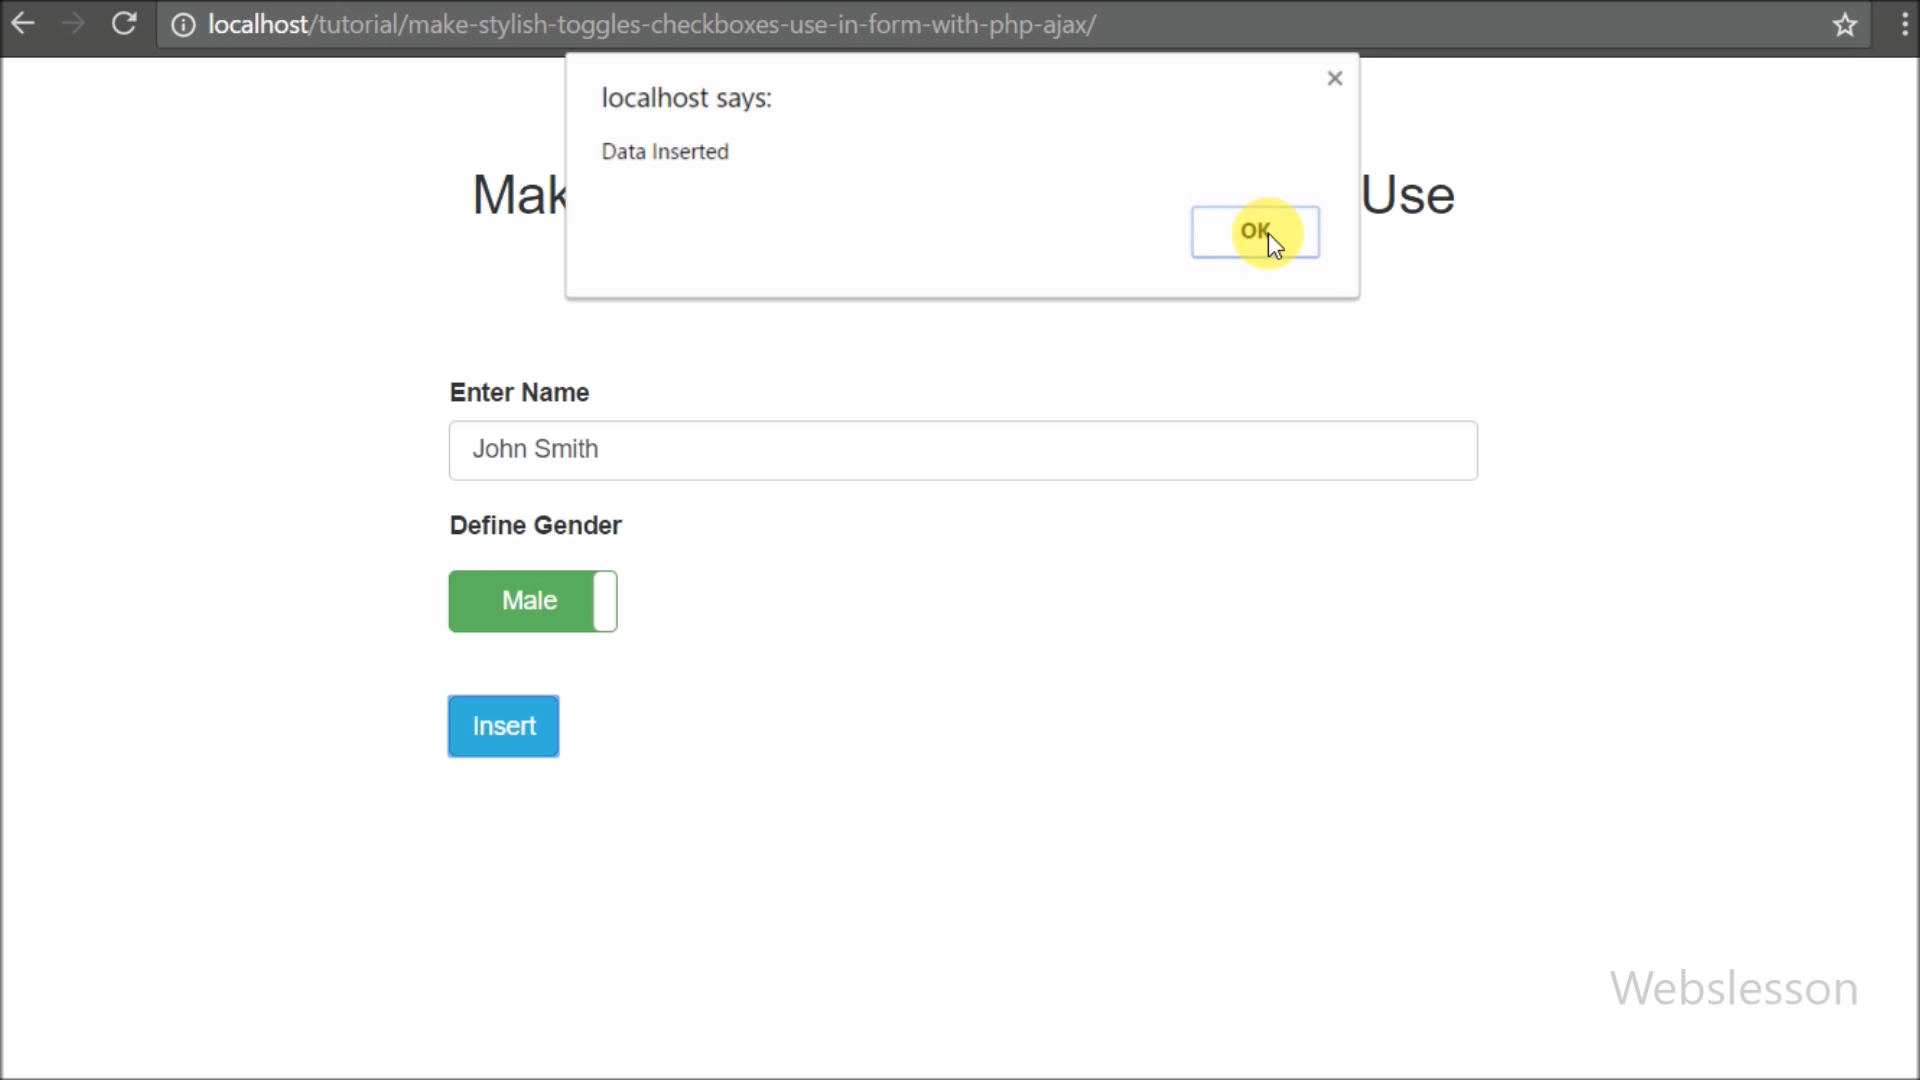 localhost/tutorial/make-stylish-toggles-checkboxes-use-in-form-with-php-ajax/
localhost says:
Data Inserted
OK
Mak Use
Enter Name
John Smith
Define Gender
Male
Insert
Webslesson